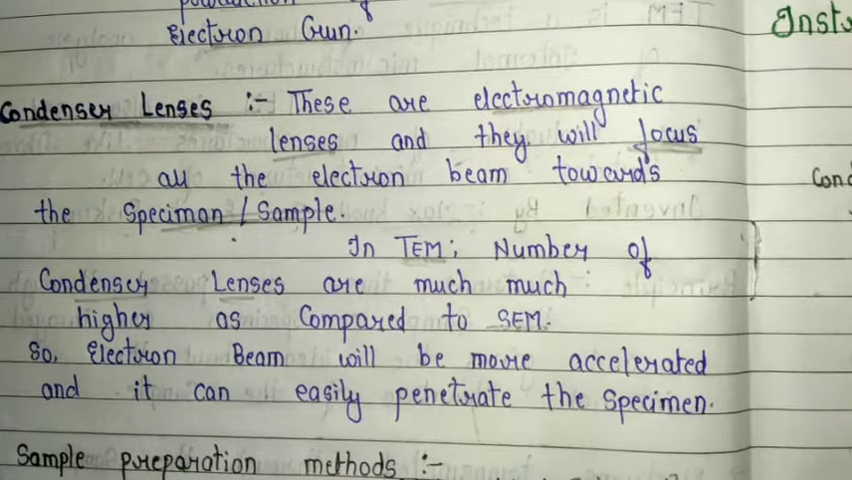 Electron Gun.
Condenser Lenses :- These are electromagnetic
lenses and they will focus
all the electron beam towards
the Speciman / Sample.
In TEM; Number of
Condenser Lenses are much much
higher as Compared to SEM.
So, Electron Beam will be more accelerated
and it can easily penetrate the Specimen.
Sample preparation methods :-